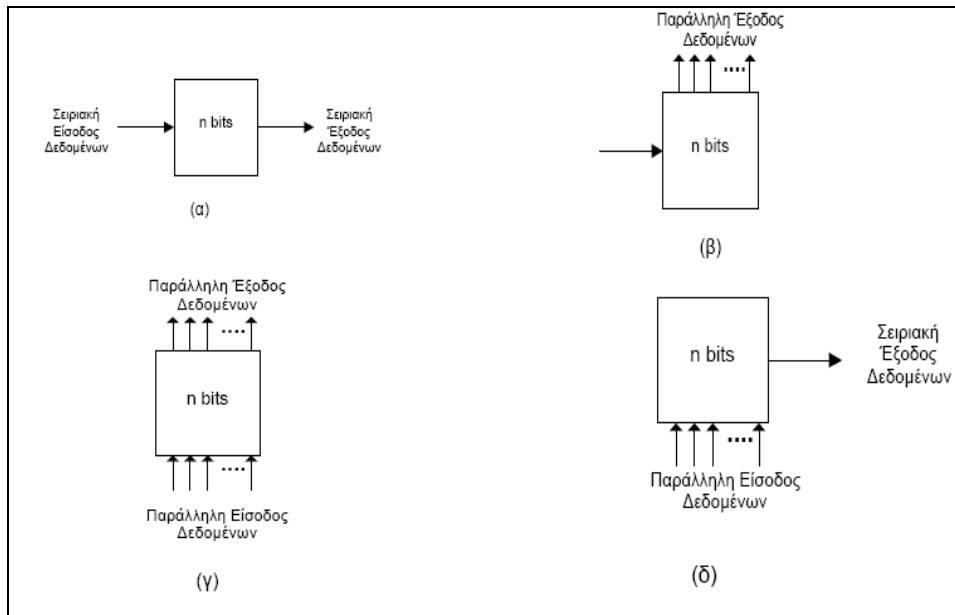 Σειριακή
Είσοδος
Δεδομένων
n bits
Σειριακή
Έξοδος
Δεδομένων
(α)
Παράλληλη Έξοδος
Δεδομένων
....
n bits
(β)
Παράλληλη Έξοδος
Δεδομένων
....
n bits
....
Παράλληλη Είσοδος
Δεδομένων
(γ)
n bits
Σειριακή
Έξοδος
Δεδομένων
....
Παράλληλη Είσοδος
Δεδομένων
(δ)